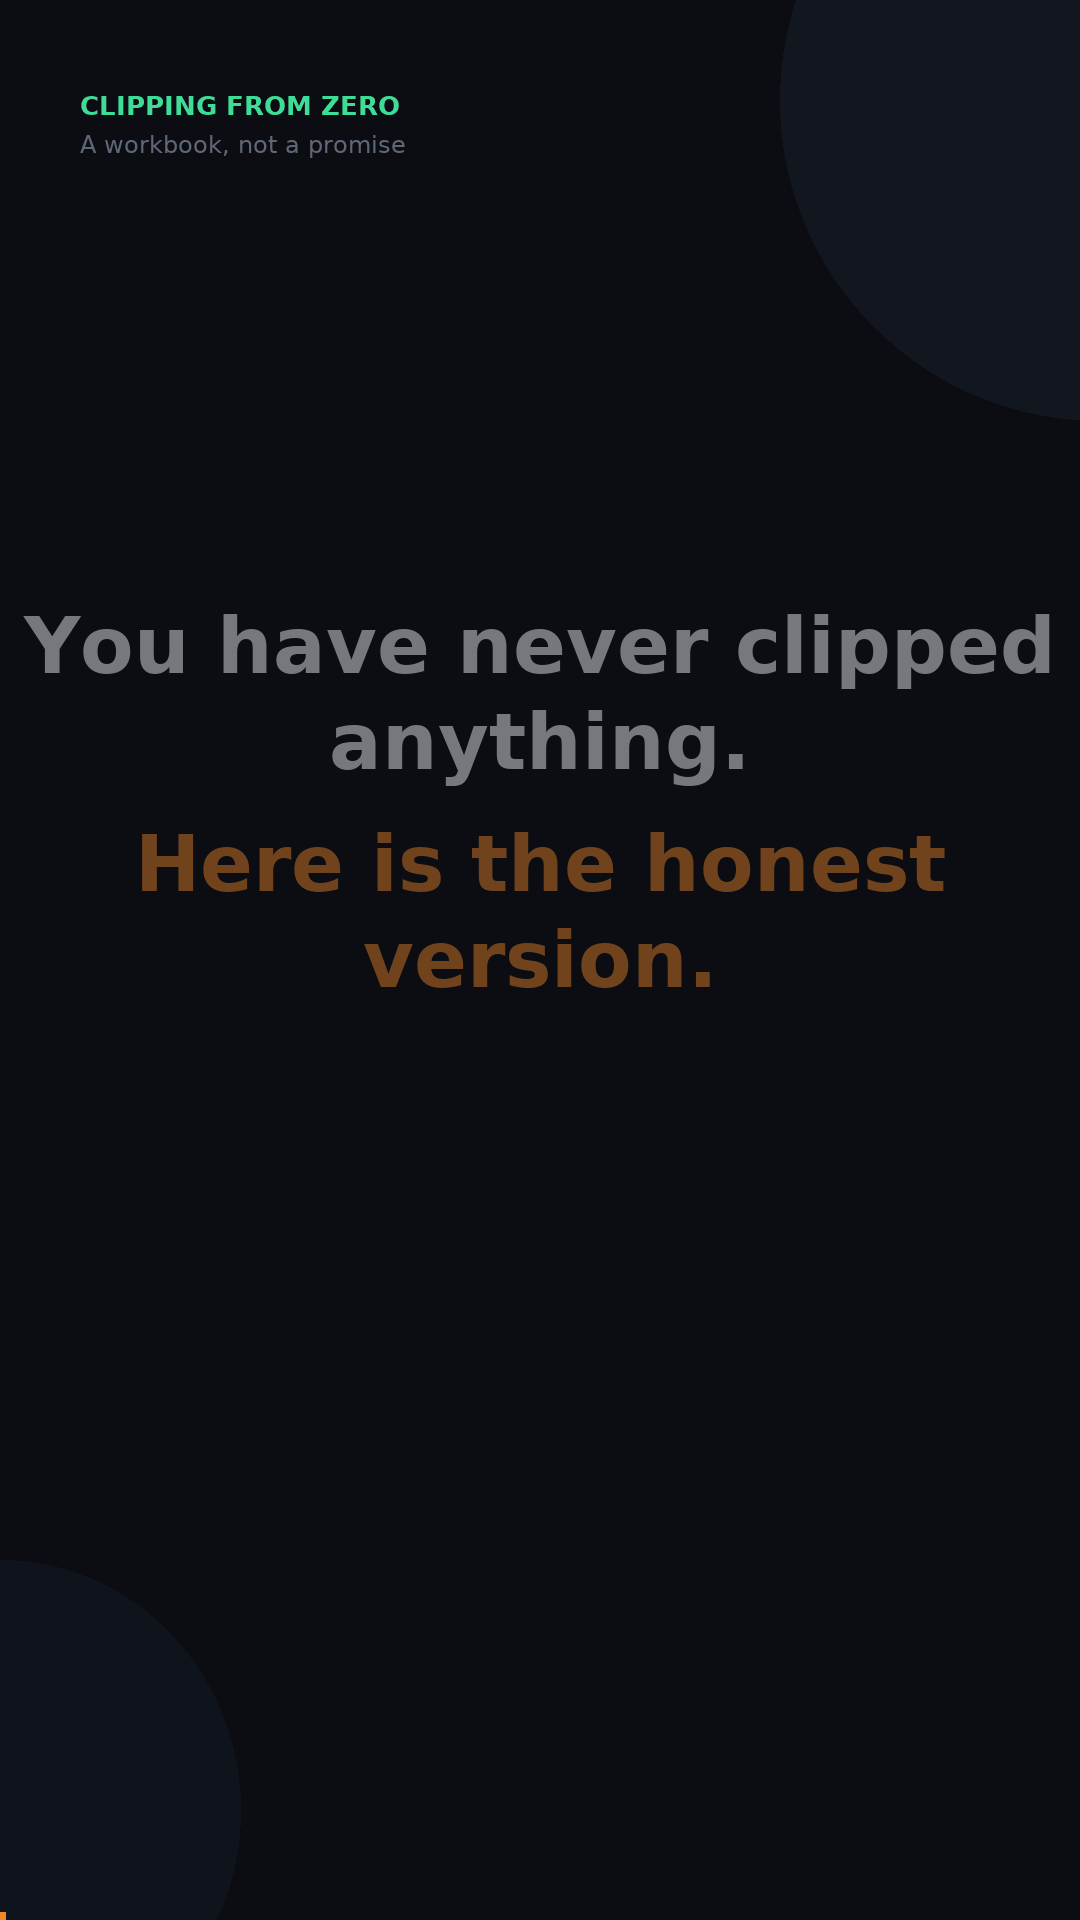 CLIPPING FROM ZERO
A workbook, not a promise
You have never clipped
anything.
Here is the honest
version.